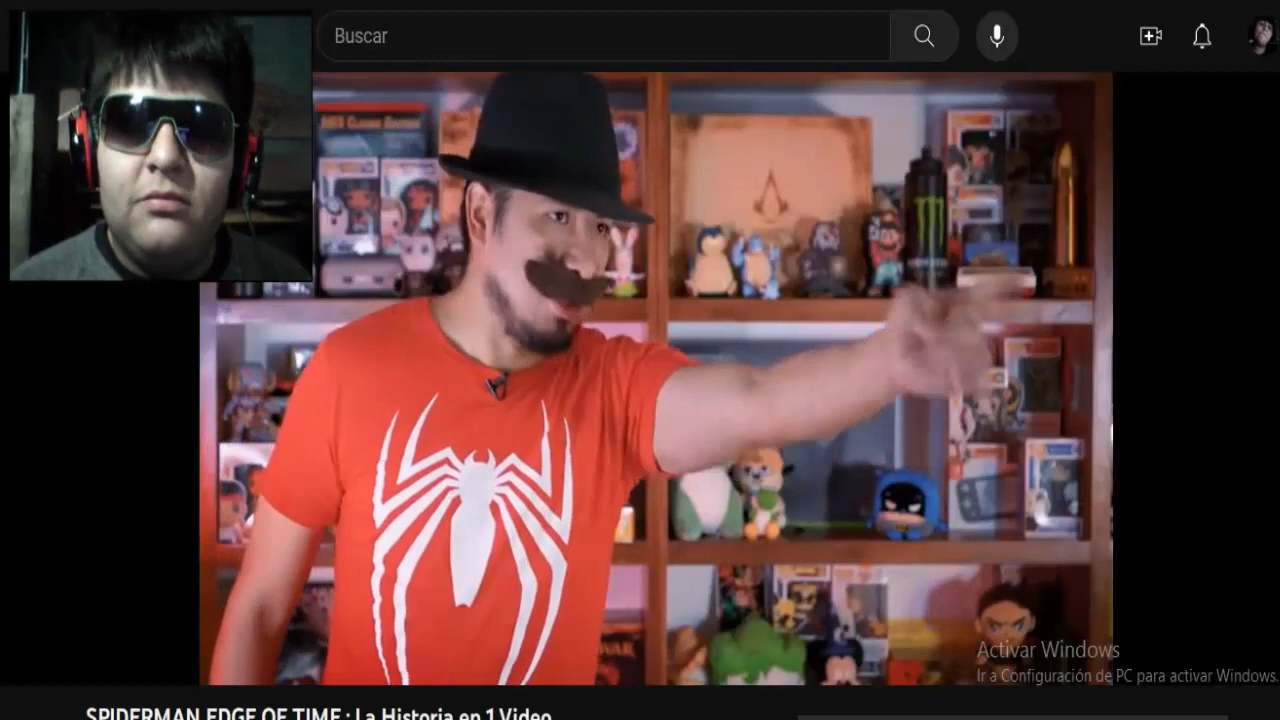 Buscar
Activar Windows
Ir a Configuración de PC para activar Windows.
SPIDERMAN EDGE OF TIME : La Historia en 1 Video